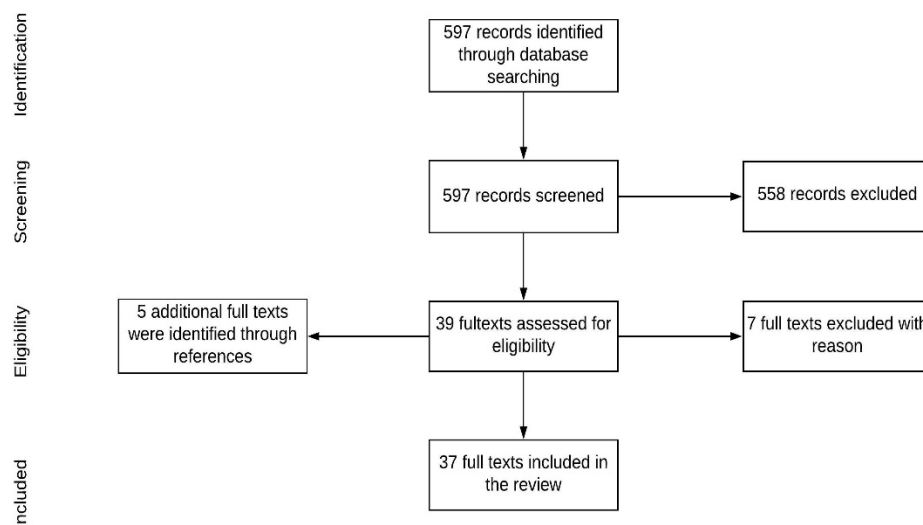 Identification
597 records identified
through database
searching
Screening
597 records screened
558 records excluded
Eligibility
5 additional full texts
were identified through
references
39 fultexts assessed for
eligibility
7 full texts excluded with
reason
ncluded
37 full texts included in
the review